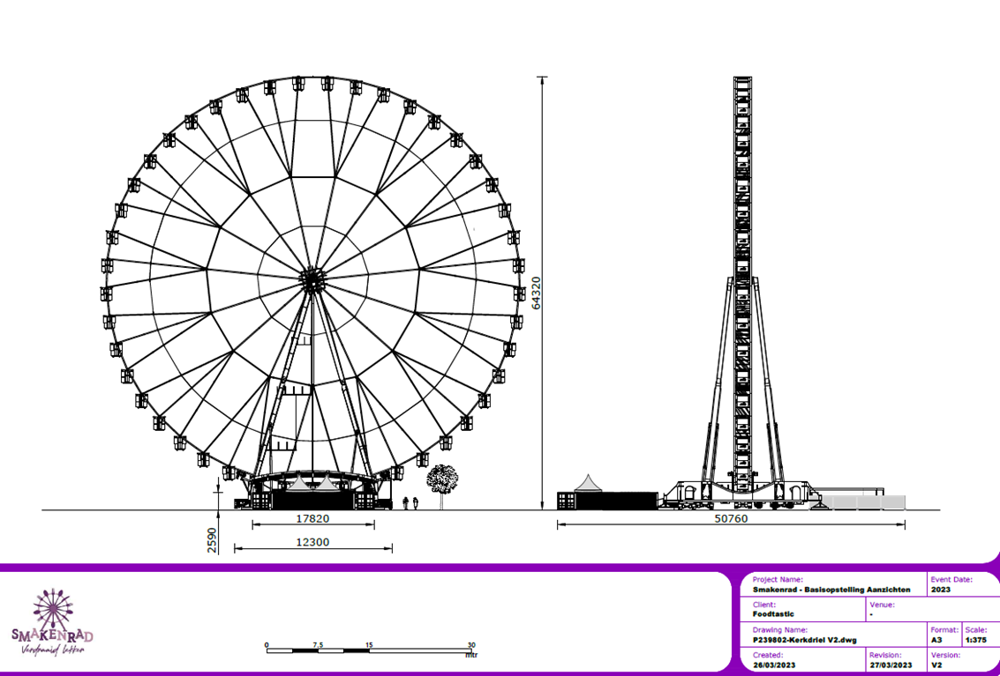 64320
17820
50760
2590
12300
Project Name:
Smakenrad - Basisopstelling Aanzichten
Event Date:
2023
Client:
Foodtastic
Venue:
-
Drawing Name:
P239802-Kerkdriel V2.dwg
Format:
A3
Scale:
1:375
Created:
26/03/2023
Revision:
27/03/2023
Version:
V2
SMAKENRAD
Verdraaid lekker
0 7,5 15 30
mtr